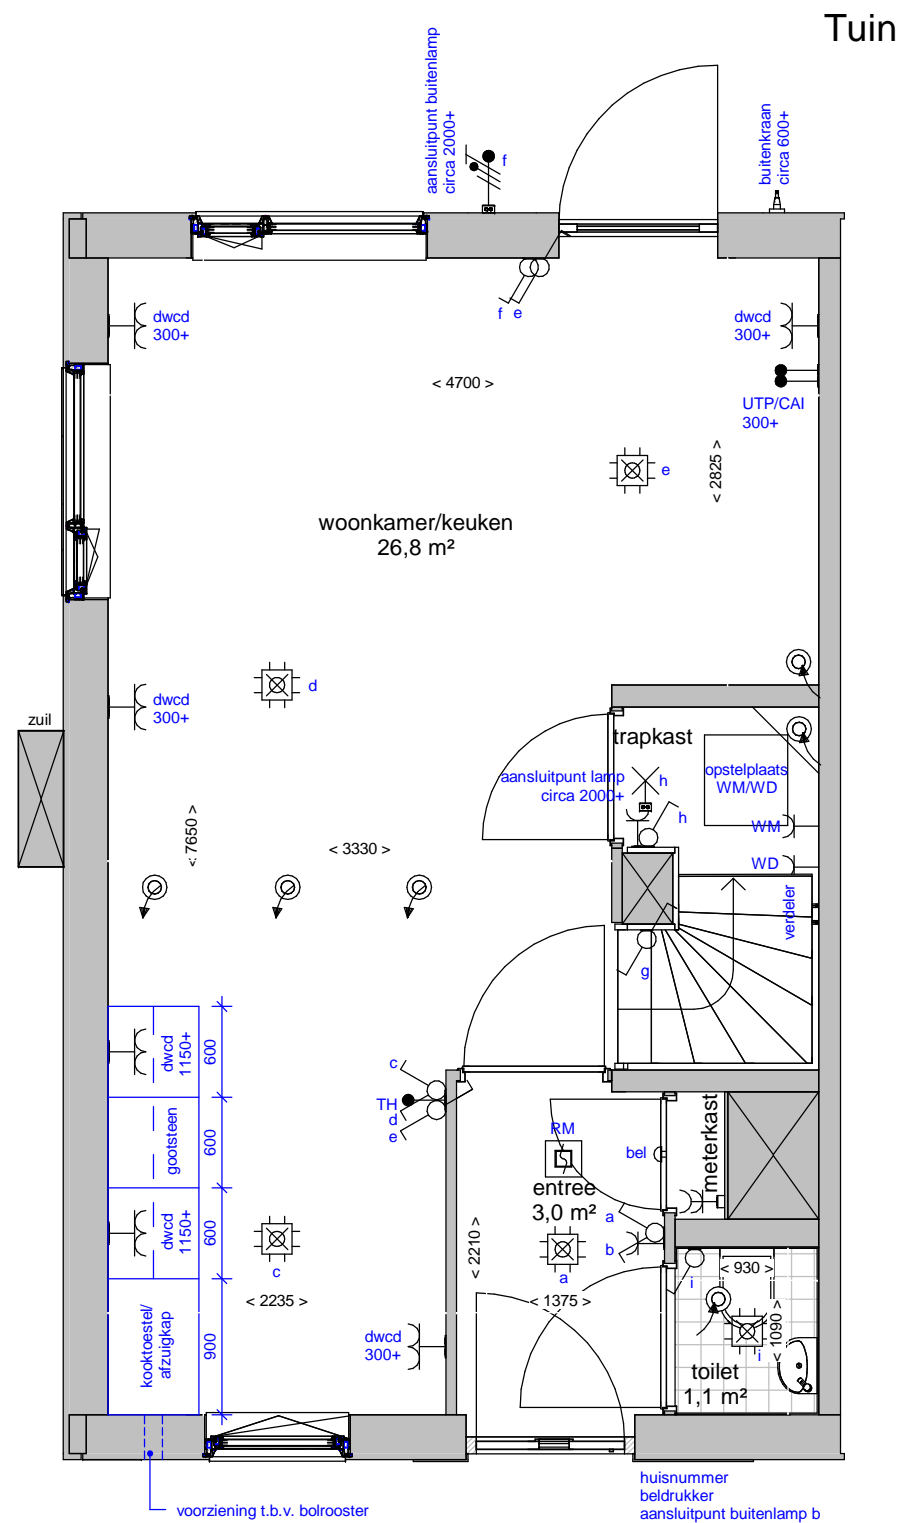 Tuin
aansluitpunt buitenlamp
circa 2000+
f
buitenkraan
circa 600+
f e
dwcd
300+
dwcd
300+
< 4700 >
UTP/CAI
300+
e
< 2825 >
woonkamer/keuken
26,8 m²
d
dwcd
300+
zuil
trapkast
aansluitpunt lamp
circa 2000+
h
h
opstelplaats
WM/WD
WM
WD
verdeler
< 7650 >
< 3330 >
g
dwcd
1150+
600
c
TH
d
e
gootsteen
600
RM
bel
meterkast
entree
3,0 m²
dwcd
1150+
600
a
b
c
a
< 2210 >
i
< 930 >
< 2235 >
< 1375 >
< 1090 >
kooktoestel/
afzuigkap
900
dwcd
300+
i
toilet
1,1 m²
huisnummer
beldrukker
aansluitpunt buitenlamp b
voorziening t.b.v. bolrooster